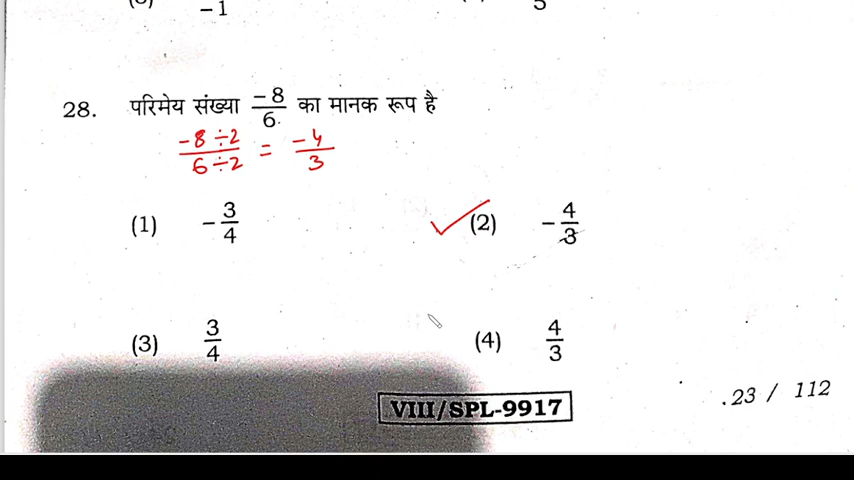 -1
5
28. परिमेय संख्या -8/6 का मानक रूप है
-8÷2/6÷2 = -4/3
(1) -3/4 (2) -4/3
(3) 3/4 (4) 4/3
VIII/SPL-9917
.23 / 112